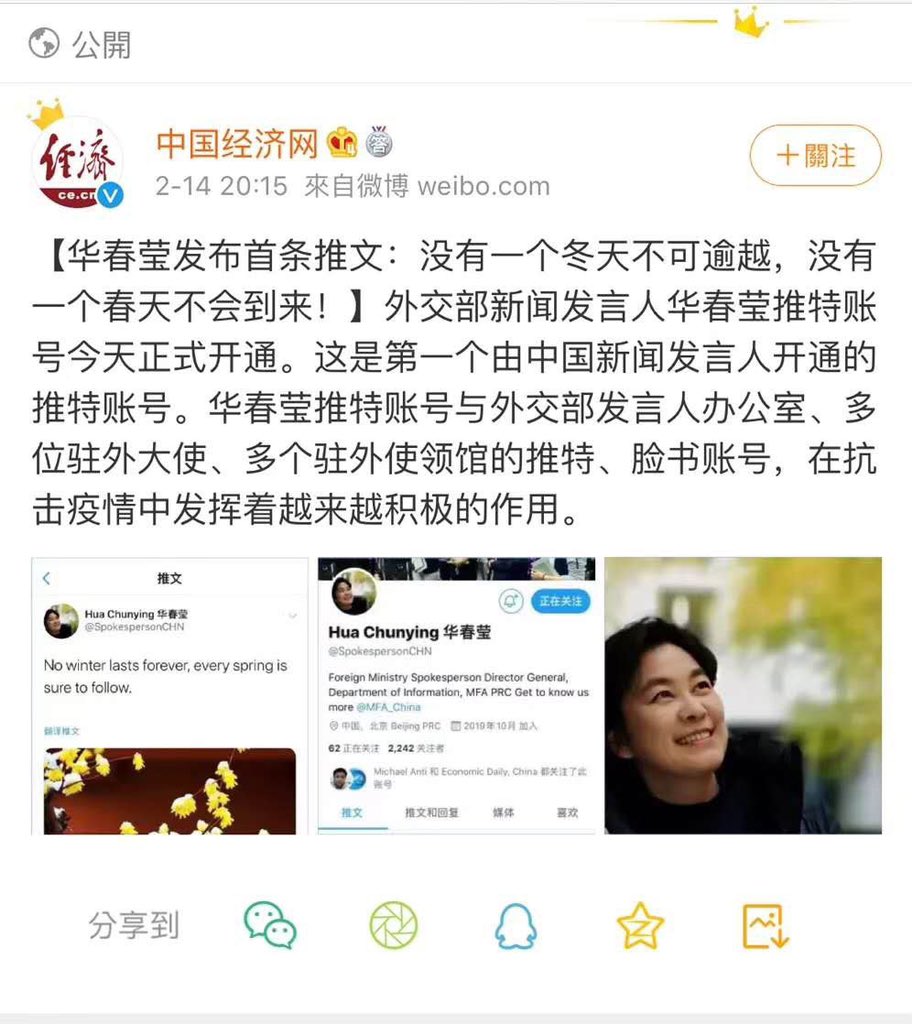 公開
经濟
ce.cn
中国经济网
2-14 20:15 來自微博 weibo.com
＋關注
【华春莹发布首条推文：没有一个冬天不可逾越，没有
一个春天不会到来！】外交部新闻发言人华春莹推特账
号今天正式开通。这是第一个由中国新闻发言人开通的
推特账号。华春莹推特账号与外交部发言人办公室、多
位驻外大使、多个驻外使领馆的推特、脸书账号，在抗
击疫情中发挥着越来越积极的作用。
推文
Hua Chunying 华春莹
@SpokespersonCHN
No winter lasts forever, every spring is
sure to follow.
翻译推文
正在关注
Hua Chunying 华春莹
@SpokespersonCHN
Foreign Ministry Spokesperson Director General,
Department of Information, MFA PRC Get to know us
more @MFA_China
中国，北京 Beijing PRC 2019年10月 加入
62 正在关注 2,242 关注者
Michael Anti 和 Economic Daily, China 都关注了此
账号
推文 推文和回复 媒体 喜欢
分享到